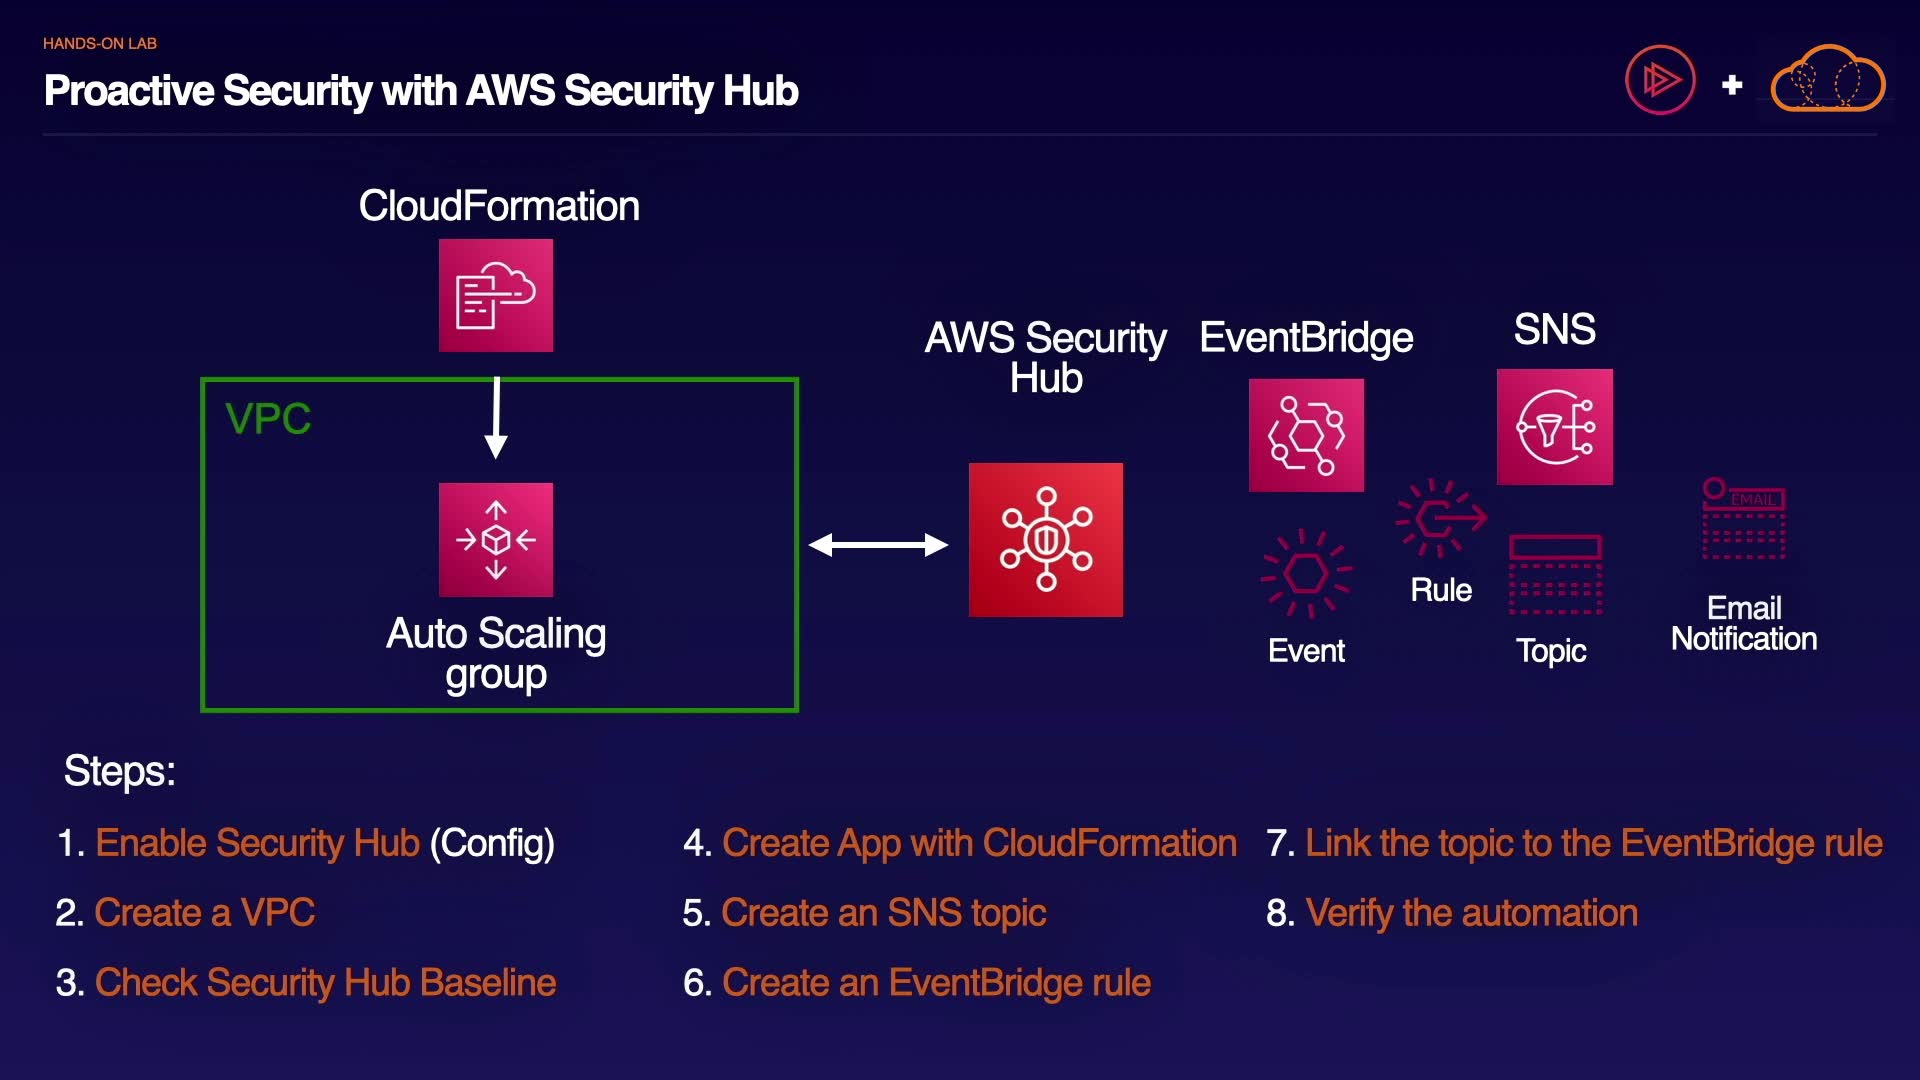 HANDS-ON LAB
Proactive Security with AWS Security Hub
CloudFormation
VPC
Auto Scaling
group
AWS Security
Hub
EventBridge
SNS
Event
Rule
Topic
EMAIL
Email
Notification
Steps:
1. Enable Security Hub (Config)
2. Create a VPC
3. Check Security Hub Baseline
4. Create App with CloudFormation
5. Create an SNS topic
6. Create an EventBridge rule
7. Link the topic to the EventBridge rule
8. Verify the automation